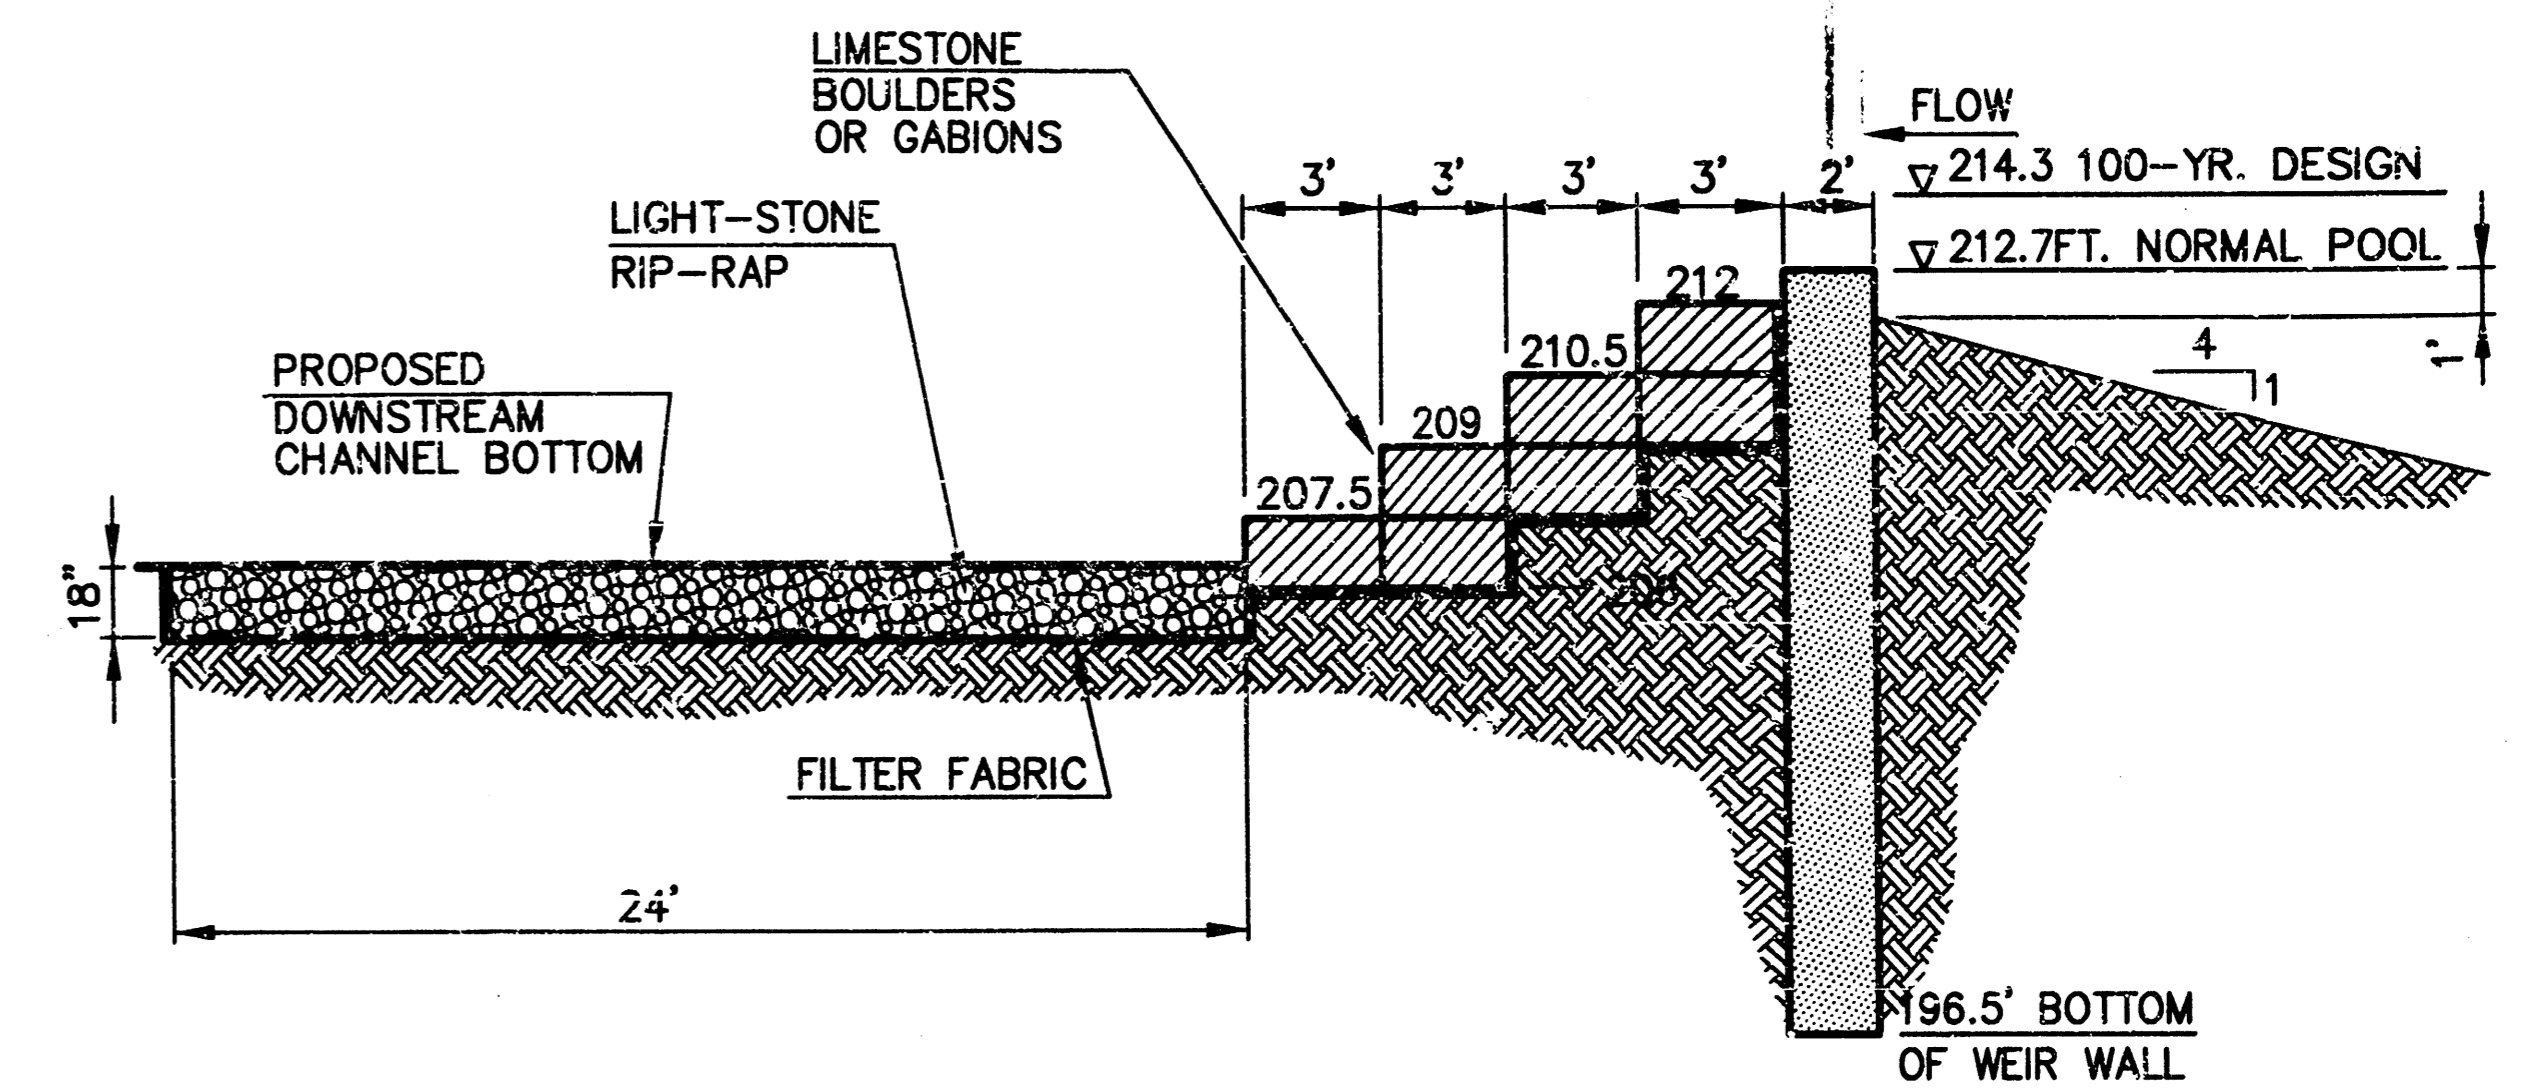 LIMESTONE
BOULDERS
OR GABIONS
FLOW
3' 3' 3' 3' 2'
214.3 100-YR. DESIGN
LIGHT-STONE
RIP-RAP
212.7FT. NORMAL POOL
212
PROPOSED
DOWNSTREAM
CHANNEL BOTTOM
210.5
4
1
1'
209
207.5
18"
FILTER FABRIC
24'
196.5' BOTTOM
OF WEIR WALL